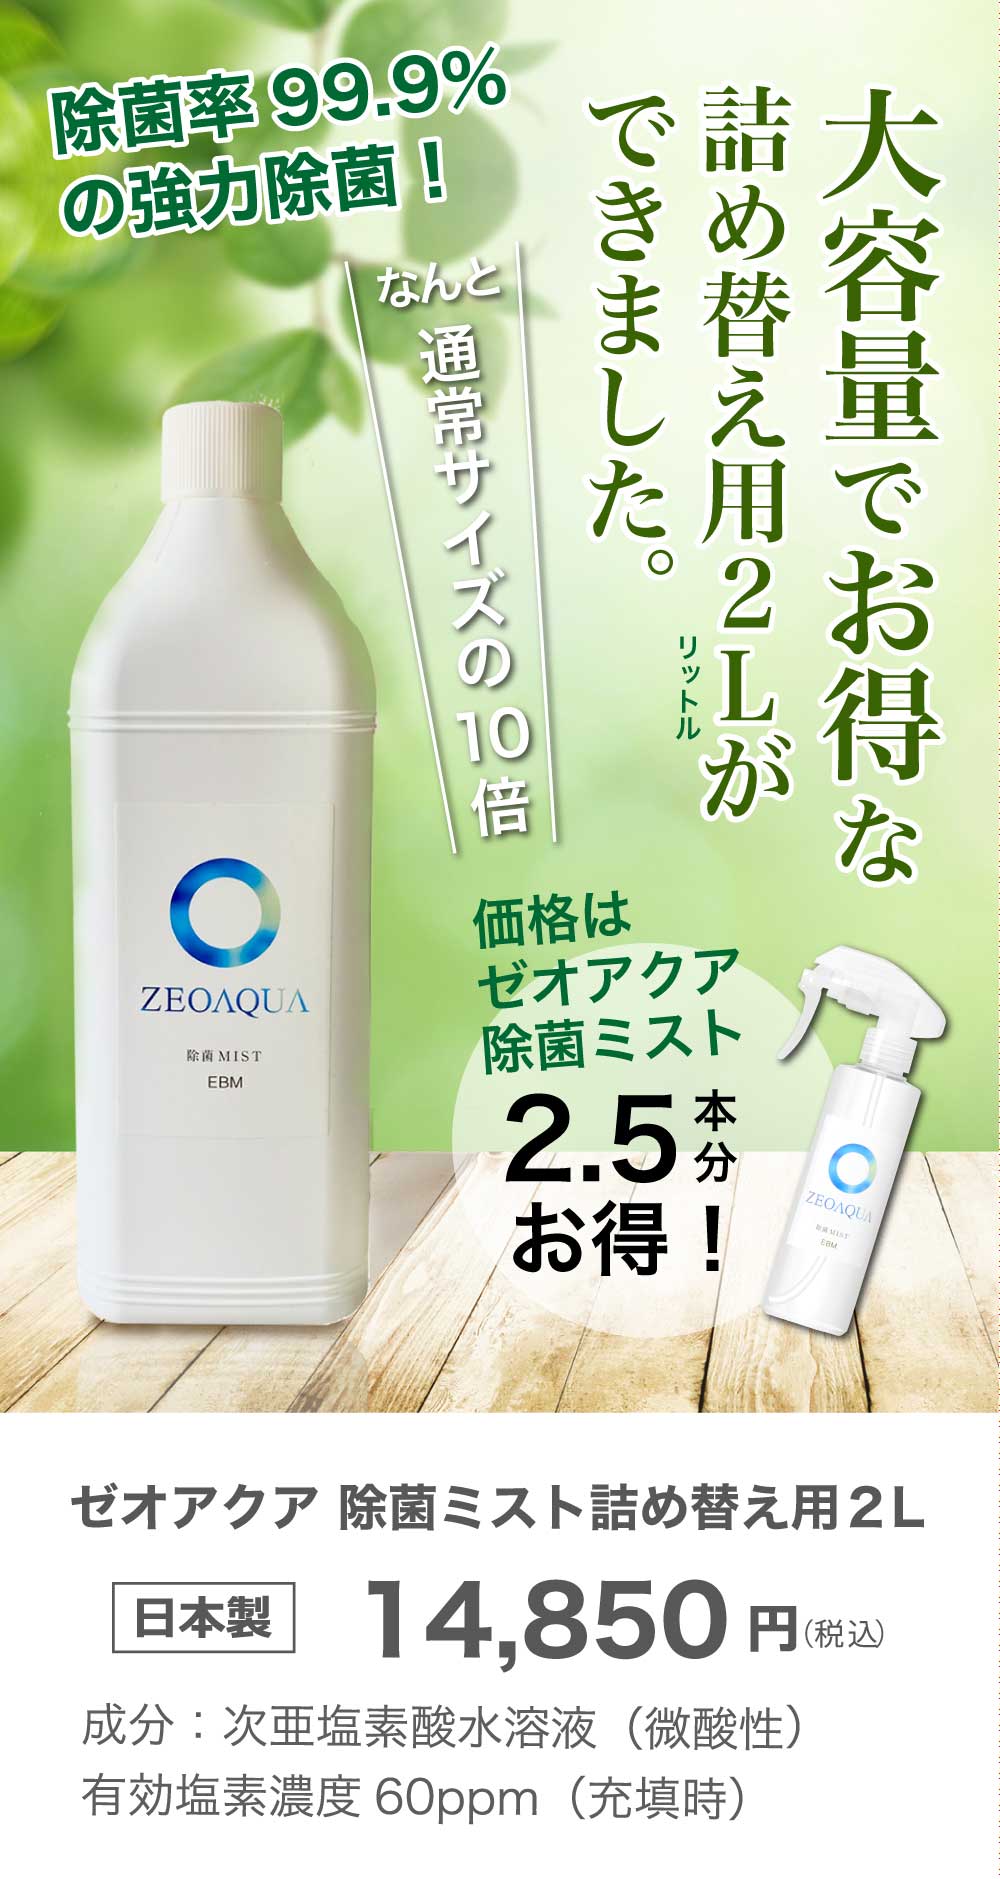 除菌率99.9%
の強力除菌！
大容量でお得な
詰め替え用2Lが
リットル
できました。
なんと
通常サイズの10倍
ZEOΛQUΛ
除菌MIST
EBM
価格は
ゼオアクア
除菌ミスト
2.5本分
お得！
ZEOΛQUΛ
除菌MIST
EBM
ゼオアクア 除菌ミスト詰め替え用2L
日本製 14,850円(税込)
成分：次亜塩素酸水溶液（微酸性）
有効塩素濃度 60ppm（充填時）